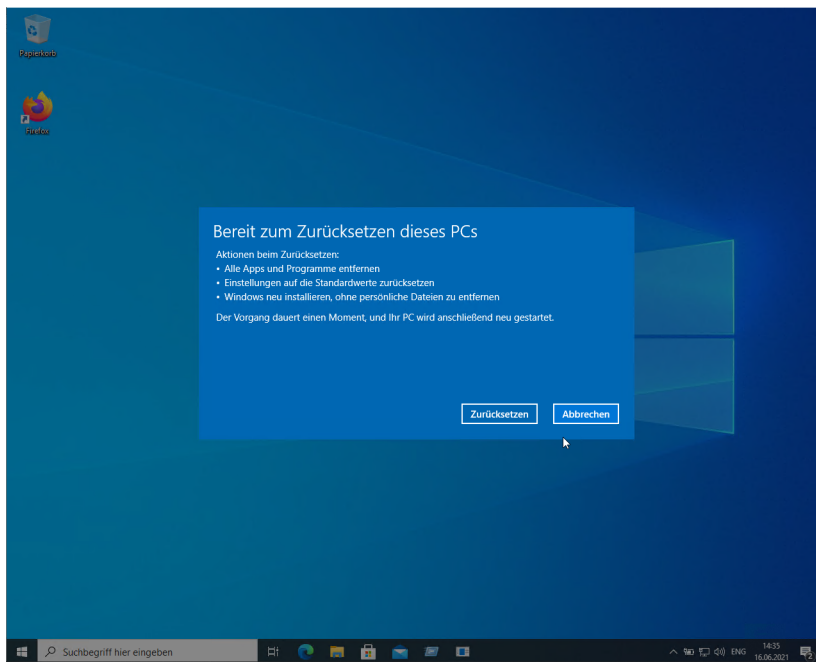 Papierkorb
Firefox
Bereit zum Zurücksetzen dieses PCs
Aktionen beim Zurücksetzen:
• Alle Apps und Programme entfernen
• Einstellungen auf die Standardwerte zurücksetzen
• Windows neu installieren, ohne persönliche Dateien zu entfernen
Der Vorgang dauert einen Moment, und Ihr PC wird anschließend neu gestartet.
Zurücksetzen Abbrechen
Suchbegriff hier eingeben
ENG
14:35
16.06.2021
2